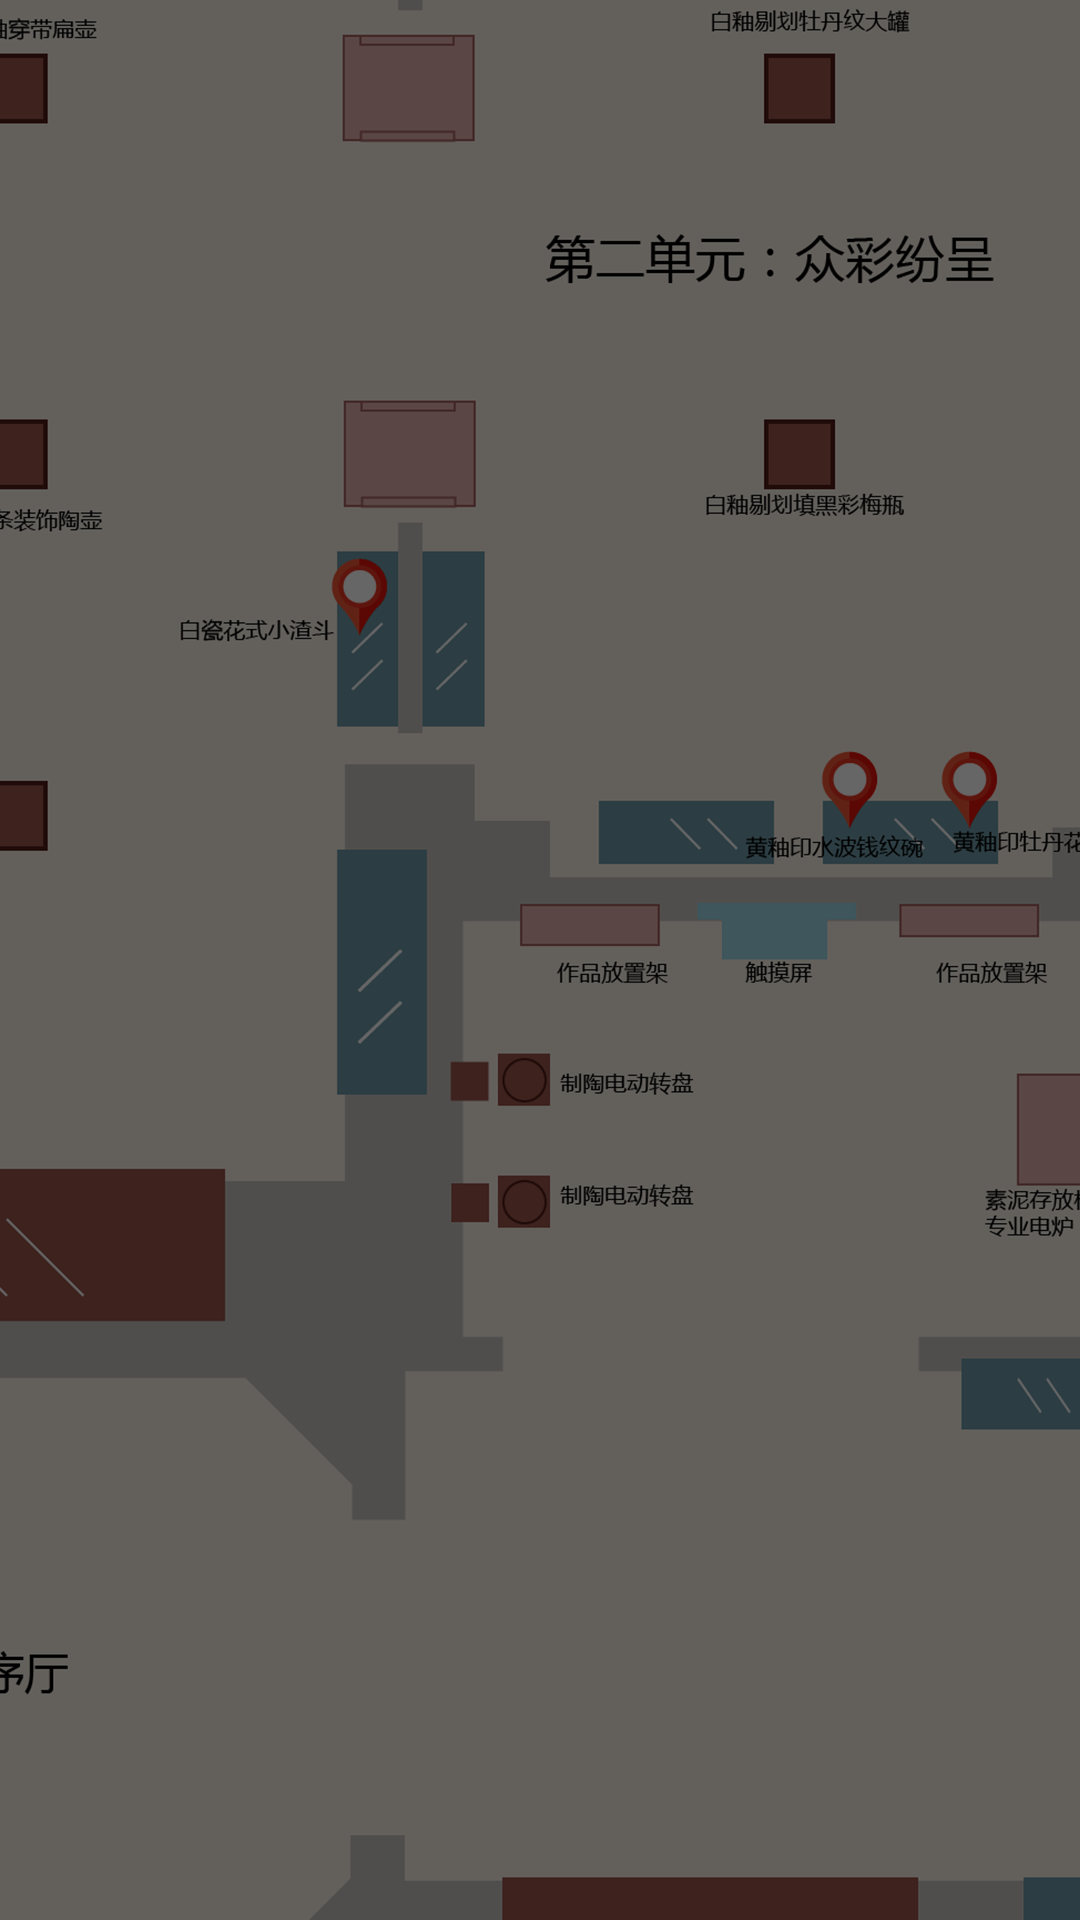 釉穿带扁壶
白釉剔划牡丹纹大罐
第二单元：众彩纷呈
白釉剔划填黑彩梅瓶
条装饰陶壶
白瓷花式小渣斗
黄釉印水波钱纹碗
黄釉印牡丹花
作品放置架
触摸屏
作品放置架
制陶电动转盘
制陶电动转盘
素泥存放
专业电炉
序厅